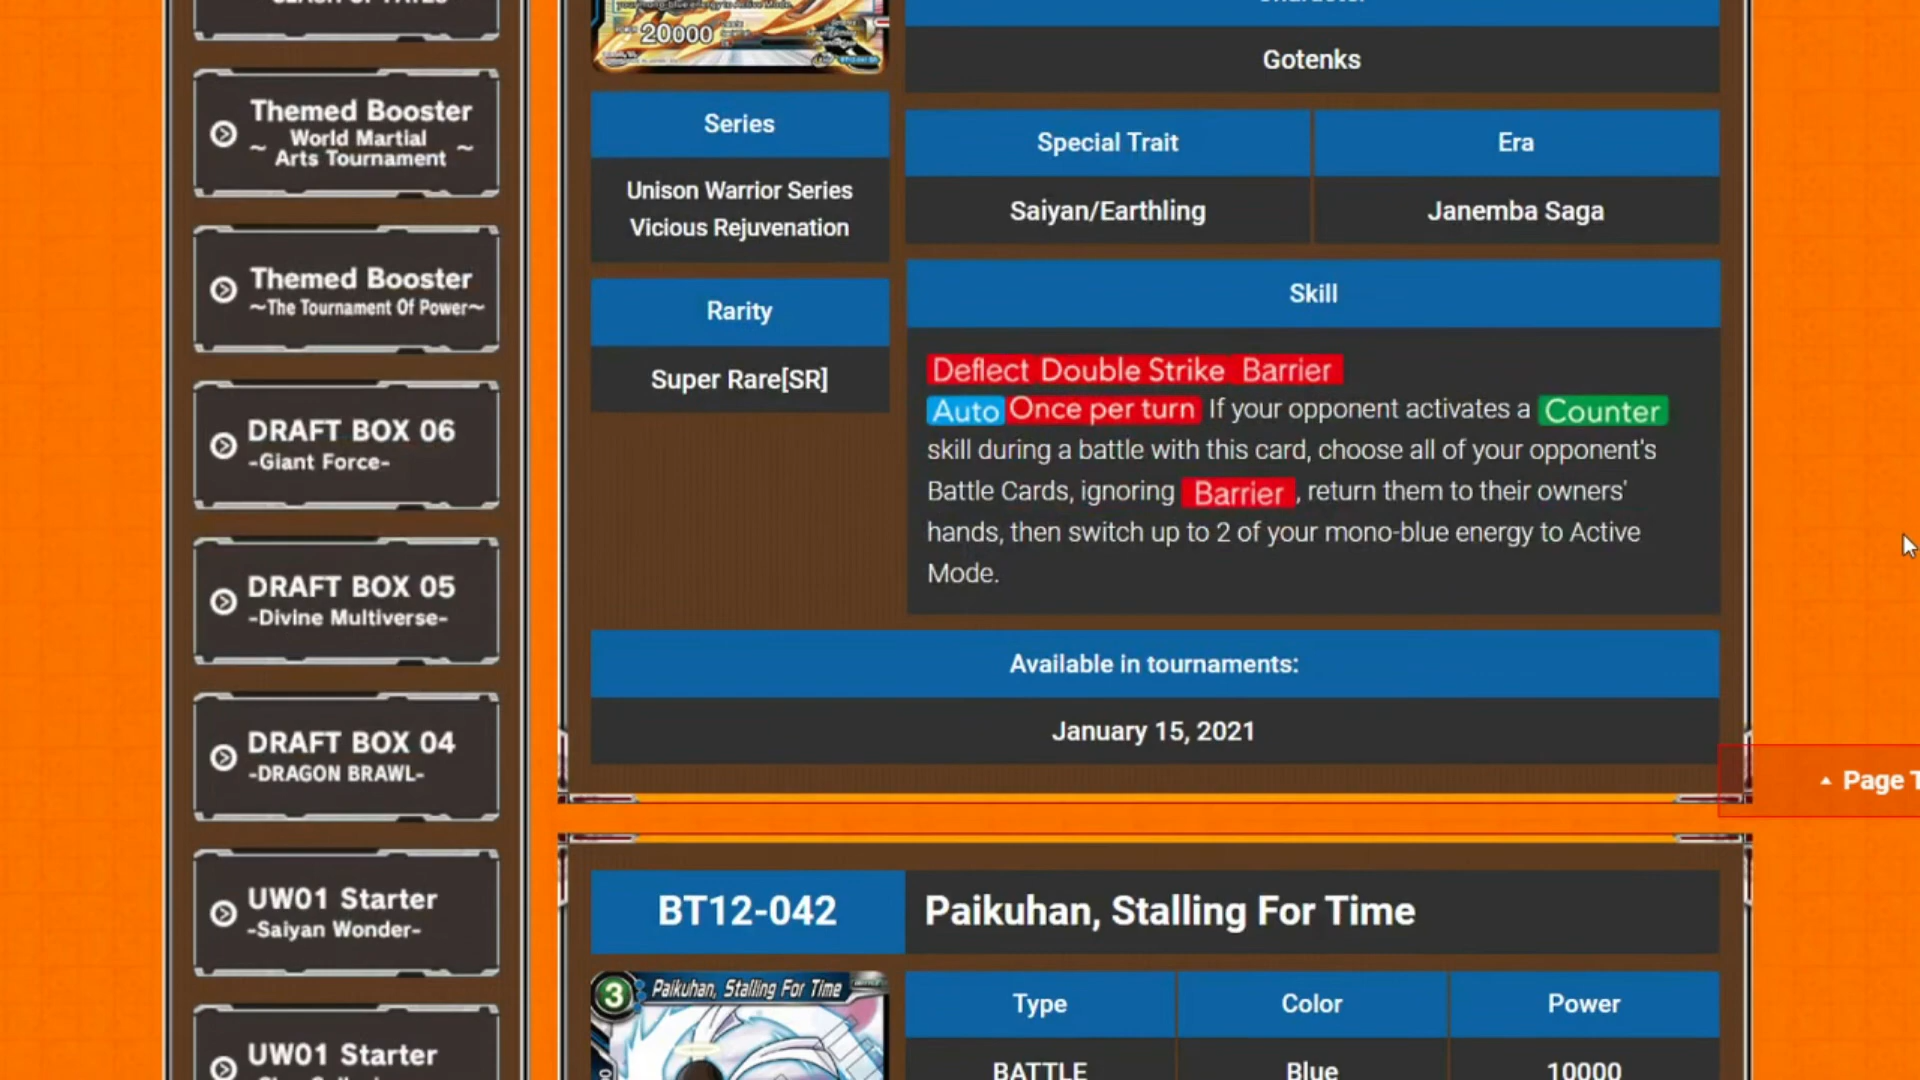 Themed Booster
~ World Martial ~
Arts Tournament
Themed Booster
~The Tournament Of Power~
DRAFT BOX 06
-Giant Force-
DRAFT BOX 05
-Divine Multiverse-
DRAFT BOX 04
-DRAGON BRAWL-
UW01 Starter
-Saiyan Wonder-
UW01 Starter
20000
Gotenks
Series
Unison Warrior Series
Vicious Rejuvenation
Rarity
Super Rare[SR]
Special Trait
Era
Saiyan/Earthling
Janemba Saga
Skill
Deflect Double Strike Barrier
Auto Once per turn If your opponent activates a Counter
skill during a battle with this card, choose all of your opponent's
Battle Cards, ignoring Barrier , return them to their owners'
hands, then switch up to 2 of your mono-blue energy to Active
Mode.
Available in tournaments:
January 15, 2021
Page T
BT12-042
Paikuhan, Stalling For Time
3 Paikuhan, Stalling For Time
Type
Color
Power
BATTLE
Blue
10000